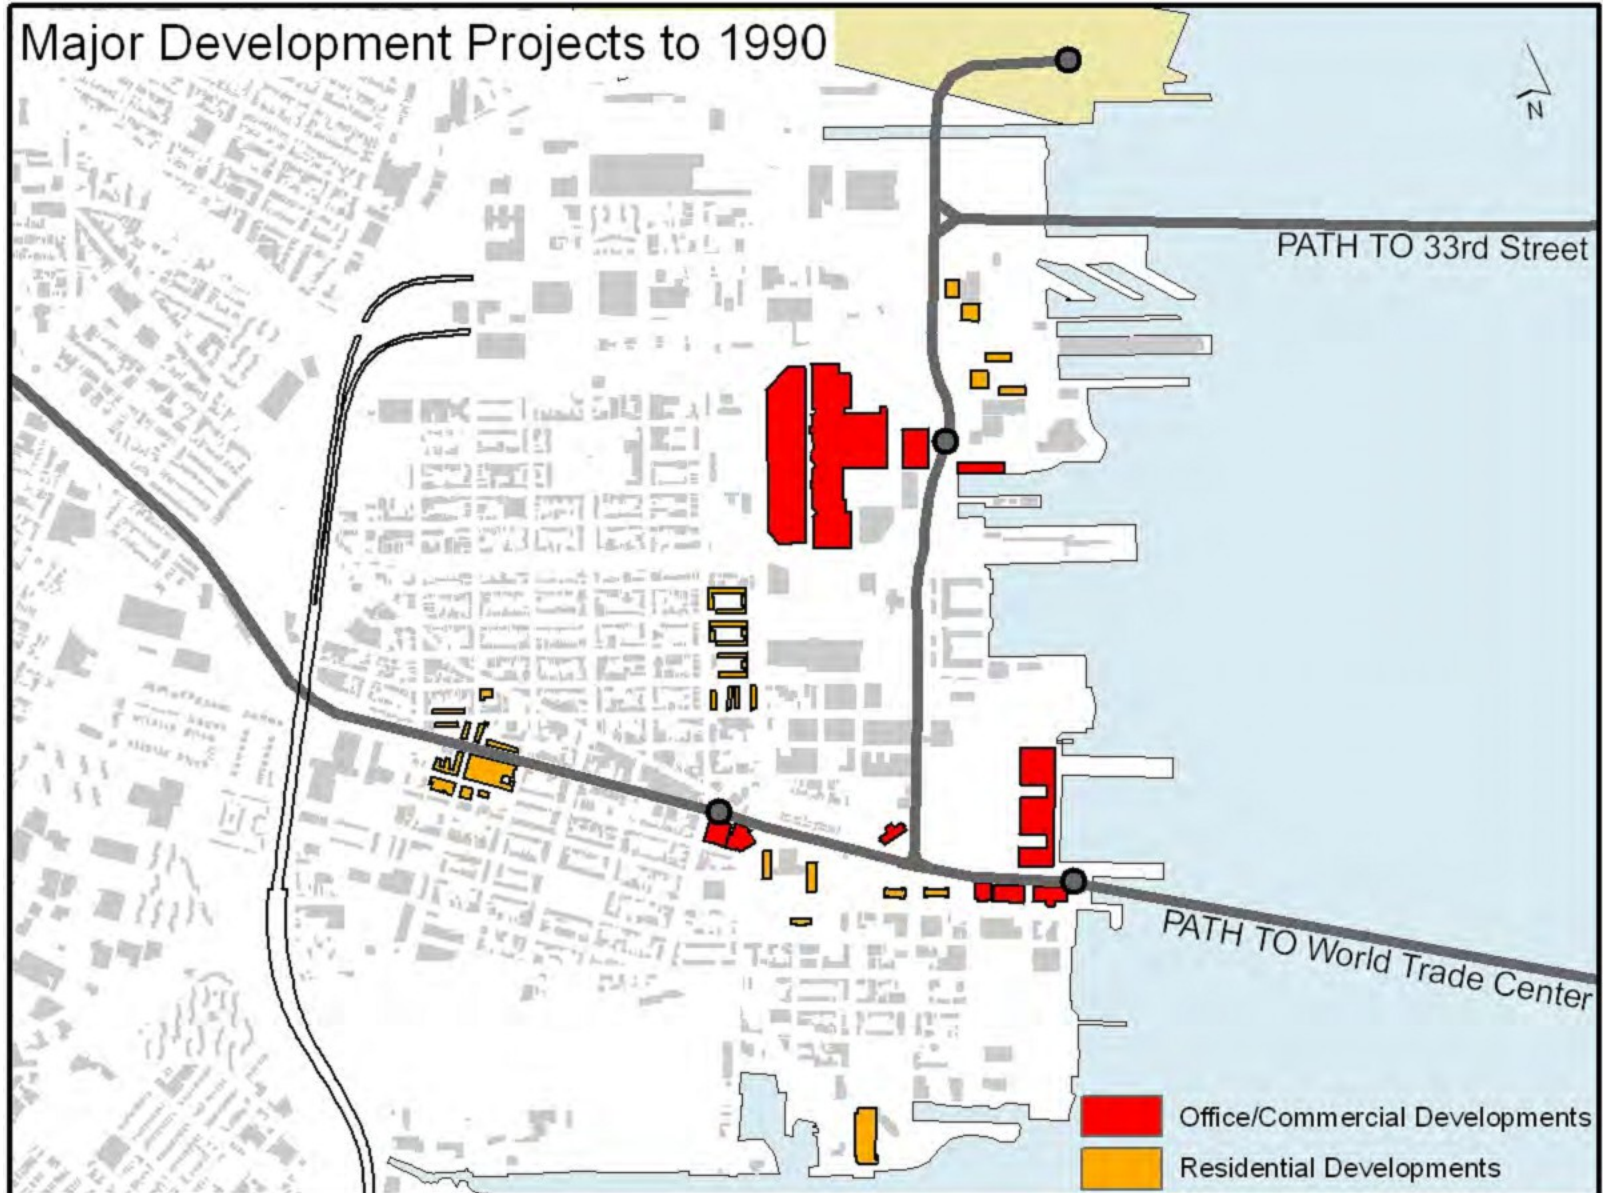 Major Development Projects to 1990
N
PATH TO 33rd Street
PATH TO World Trade Center
Office/Commercial Developments
Residential Developments